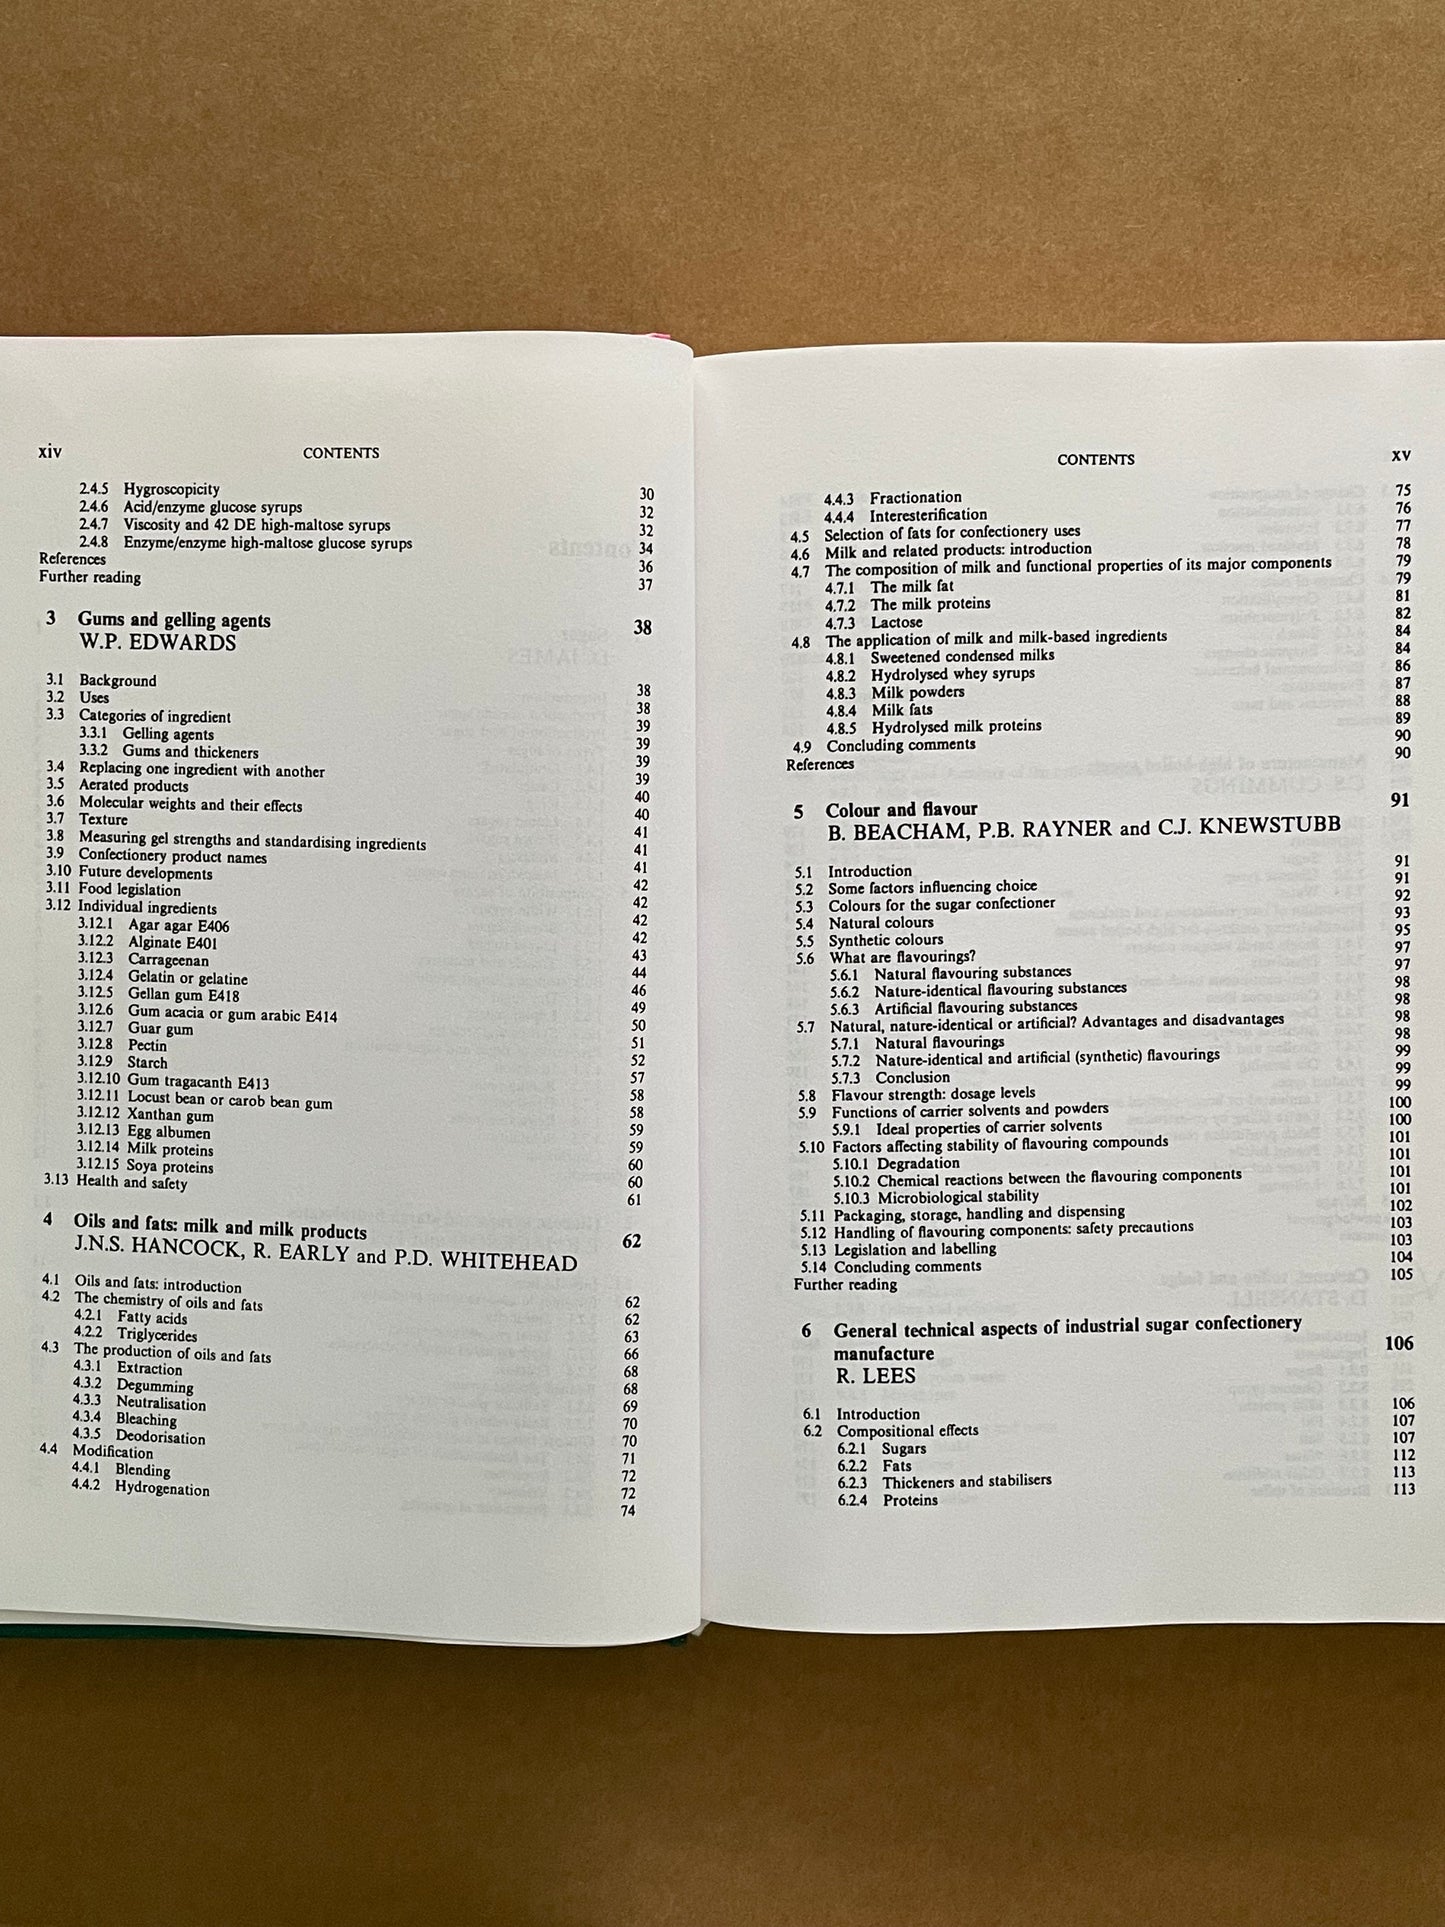 xiv CONTENTS
2.4.5 Hygroscopicity 30
2.4.6 Acid/enzyme glucose syrups 32
2.4.7 Viscosity and 42 DE high-maltose syrups 32
2.4.8 Enzyme/enzyme high-maltose glucose syrups 34
References 36
Further reading 37
3 Gums and gelling agents 38
W.P. EDWARDS
3.1 Background 38
3.2 Uses 38
3.3 Categories of ingredient 39
3.3.1 Gelling agents 39
3.3.2 Gums and thickeners 39
3.4 Replacing one ingredient with another 39
3.5 Aerated products 40
3.6 Molecular weights and their effects 40
3.7 Texture 41
3.8 Measuring gel strengths and standardising ingredients 41
3.9 Confectionery product names 41
3.10 Future developments 42
3.11 Food legislation 42
3.12 Individual ingredients 42
3.12.1 Agar agar E406 42
3.12.2 Alginate E401 43
3.12.3 Carrageenan 44
3.12.4 Gelatin or gelatine 46
3.12.5 Gellan gum E418 49
3.12.6 Gum acacia or gum arabic E414 50
3.12.7 Guar gum 51
3.12.8 Pectin 52
3.12.9 Starch 57
3.12.10 Gum tragacanth E413 58
3.12.11 Locust bean or carob bean gum 58
3.12.12 Xanthan gum 59
3.12.13 Egg albumen 59
3.12.14 Milk proteins 60
3.12.15 Soya proteins 60
3.13 Health and safety 61
4 Oils and fats: milk and milk products 62
J.N.S. HANCOCK, R. EARLY and P.D. WHITEHEAD
4.1 Oils and fats: introduction 62
4.2 The chemistry of oils and fats 62
4.2.1 Fatty acids 63
4.2.2 Triglycerides 66
4.3 The production of oils and fats 68
4.3.1 Extraction 68
4.3.2 Degumming 69
4.3.3 Neutralisation 70
4.3.4 Bleaching 70
4.3.5 Deodorisation 71
4.4 Modification 72
4.4.1 Blending 72
4.4.2 Hydrogenation 74
CONTENTS xv
4.4.3 Fractionation 75
4.4.4 Interesterification 76
4.5 Selection of fats for confectionery uses 77
4.6 Milk and related products: introduction 78
4.7 The composition of milk and functional properties of its major components 79
4.7.1 The milk fat 79
4.7.2 The milk proteins 81
4.7.3 Lactose 82
4.8 The application of milk and milk-based ingredients 84
4.8.1 Sweetened condensed milks 84
4.8.2 Hydrolysed whey syrups 86
4.8.3 Milk powders 87
4.8.4 Milk fats 88
4.8.5 Hydrolysed milk proteins 89
4.9 Concluding comments 90
References 90
5 Colour and flavour 91
B. BEACHAM, P.B. RAYNER and C.J. KNEWSTUBB
5.1 Introduction 91
5.2 Some factors influencing choice 91
5.3 Colours for the sugar confectioner 92
5.4 Natural colours 93
5.5 Synthetic colours 95
5.6 What are flavourings? 97
5.6.1 Natural flavouring substances 97
5.6.2 Nature-identical flavouring substances 98
5.6.3 Artificial flavouring substances 98
5.7 Natural, nature-identical or artificial? Advantages and disadvantages 98
5.7.1 Natural flavourings 98
5.7.2 Nature-identical and artificial (synthetic) flavourings 99
5.7.3 Conclusion 99
5.8 Flavour strength: dosage levels 99
5.9 Functions of carrier solvents and powders 100
5.9.1 Ideal properties of carrier solvents 100
5.10 Factors affecting stability of flavouring compounds 101
5.10.1 Degradation 101
5.10.2 Chemical reactions between the flavouring components 101
5.10.3 Microbiological stability 101
5.11 Packaging, storage, handling and dispensing 102
5.12 Handling of flavouring components: safety precautions 103
5.13 Legislation and labelling 103
5.14 Concluding comments 104
Further reading 105
6 General technical aspects of industrial sugar confectionery
manufacture 106
R. LEES
6.1 Introduction 106
6.2 Compositional effects 107
6.2.1 Sugars 107
6.2.2 Fats 112
6.2.3 Thickeners and stabilisers 113
6.2.4 Proteins 113